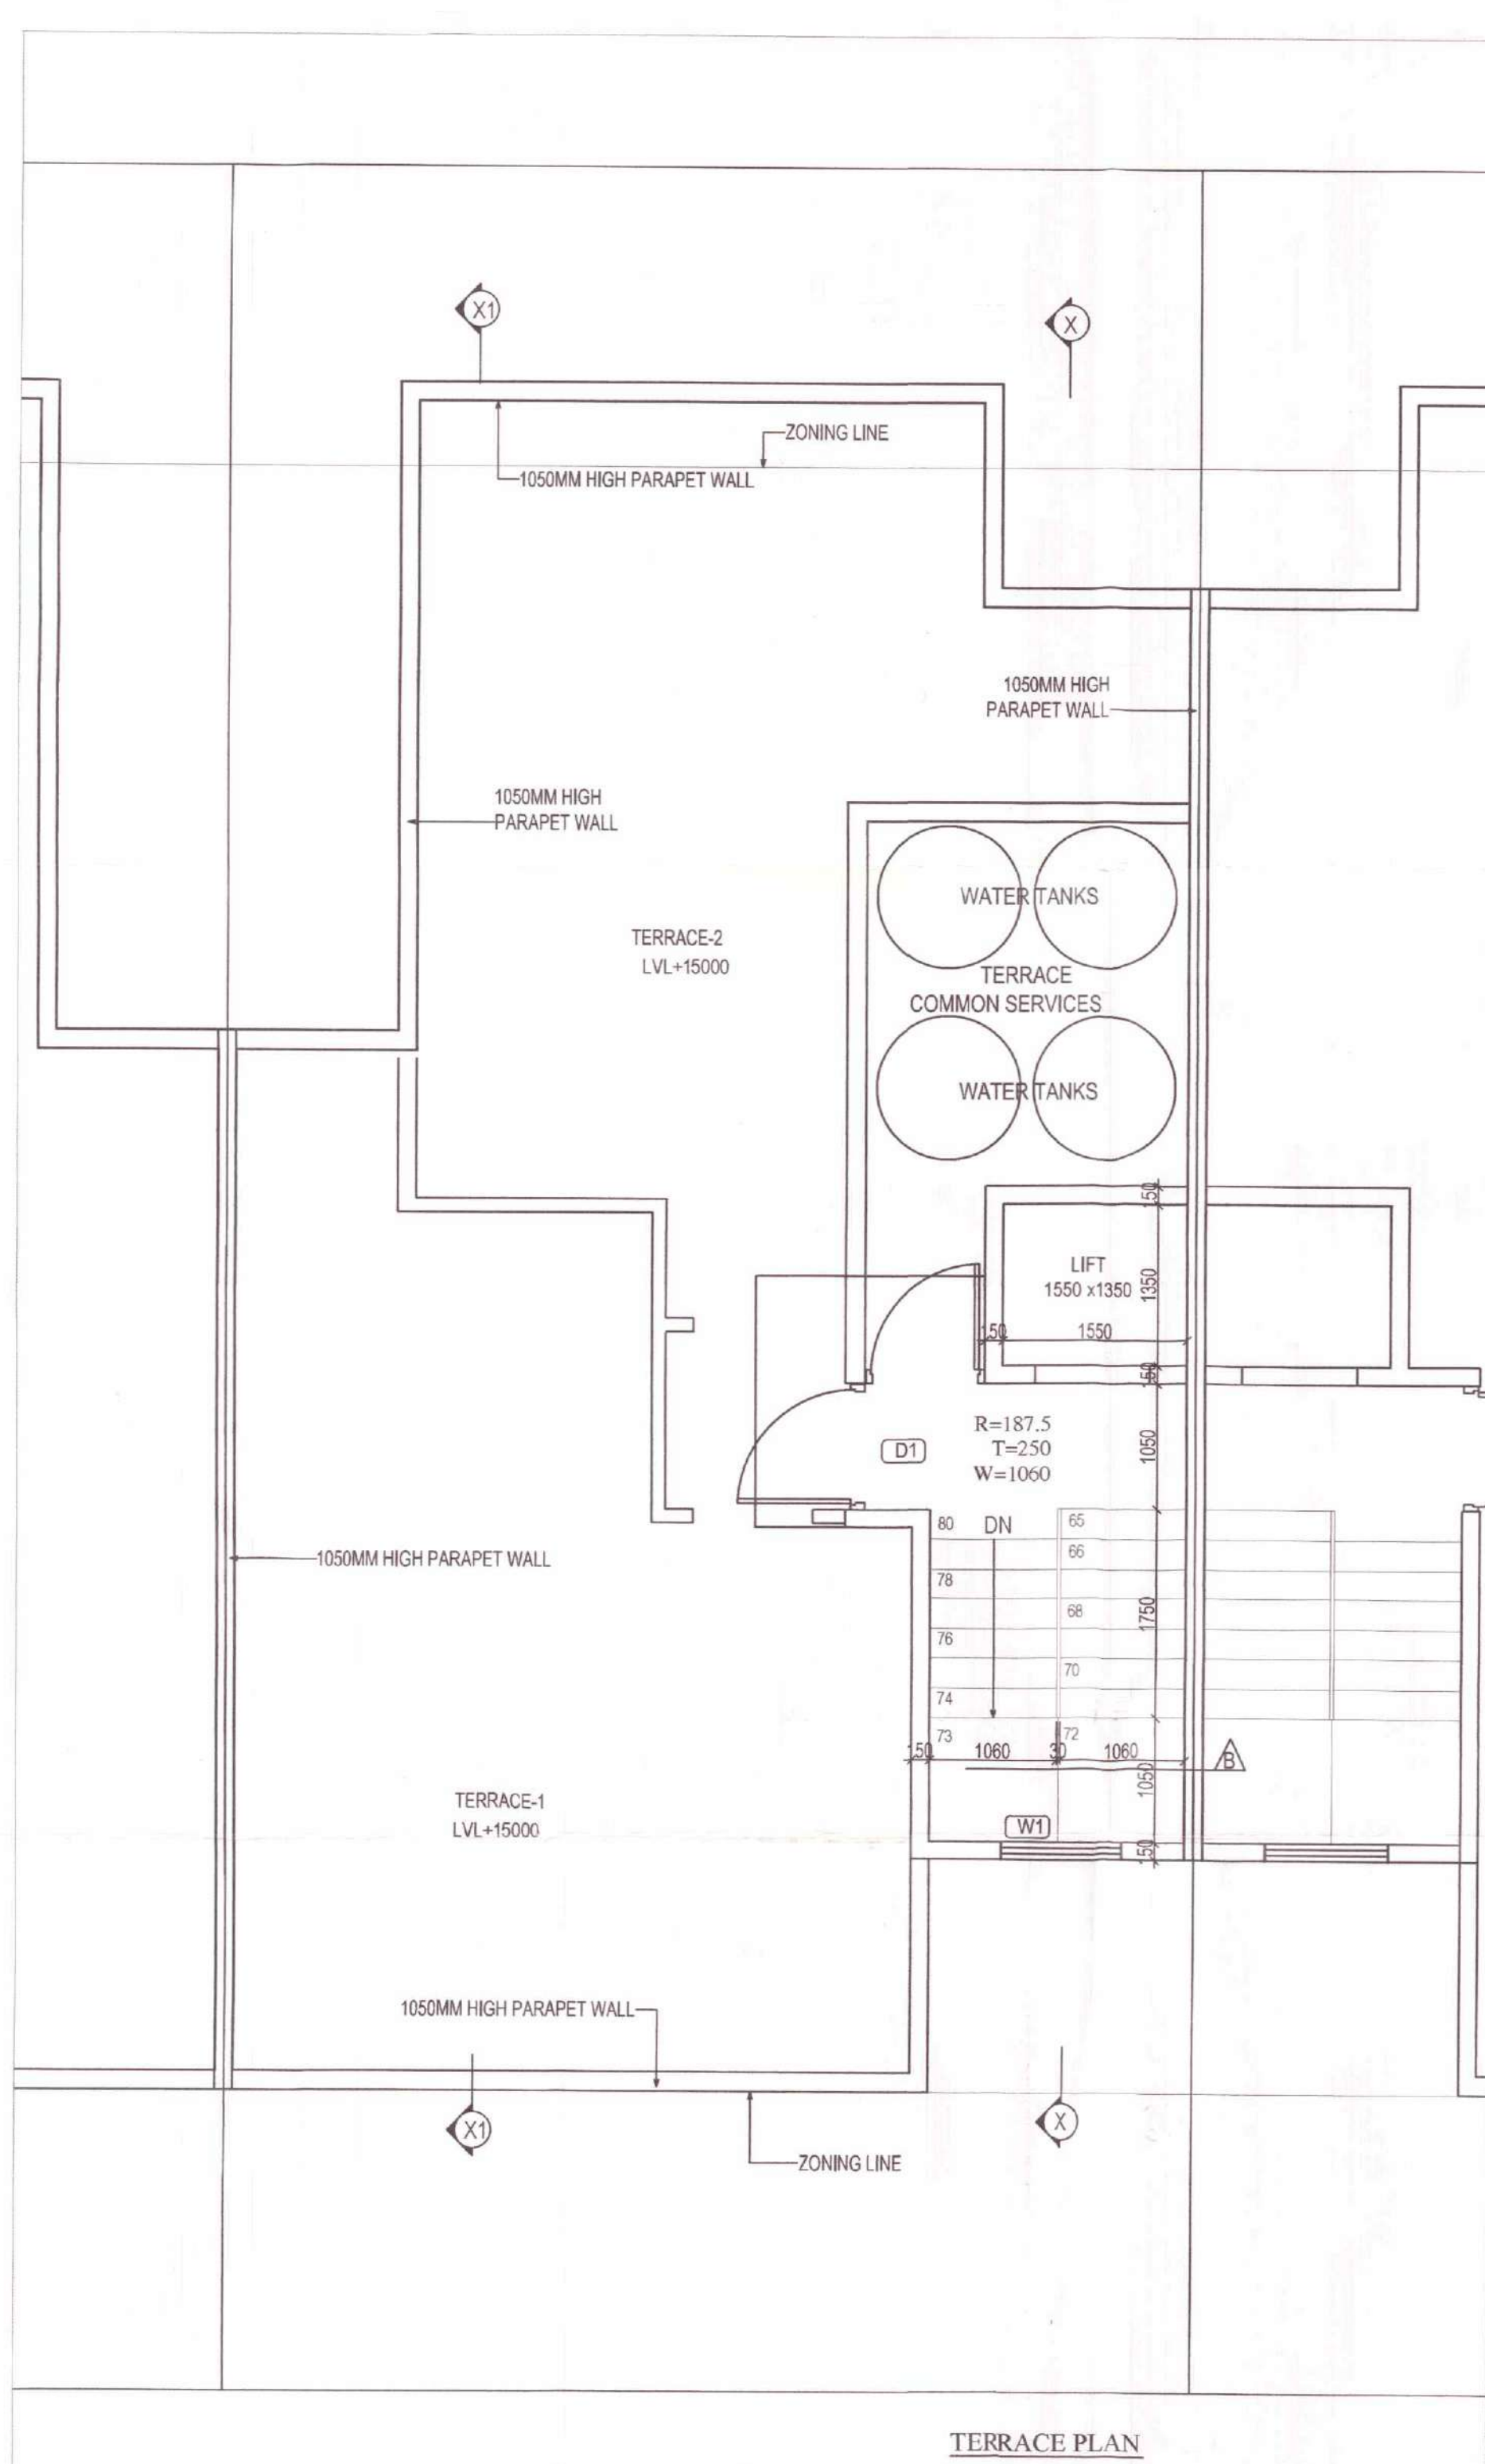 X1
X
ZONING LINE
1050MM HIGH PARAPET WALL
1050MM HIGH
PARAPET WALL
1050MM HIGH
PARAPET WALL
WATER TANKS
TERRACE-2
LVL+15000
TERRACE
COMMON SERVICES
WATER TANKS
150
LIFT
1550 x1350
1350
150
1550
150
R=187.5
T=250
W=1060
D1
1050
80
DN
65
66
78
68
1750
76
70
74
73
72
150
1060
30
1060
B
1050
W1
150
1050MM HIGH PARAPET WALL
TERRACE-1
LVL+15000
1050MM HIGH PARAPET WALL
X1
X
ZONING LINE
TERRACE PLAN